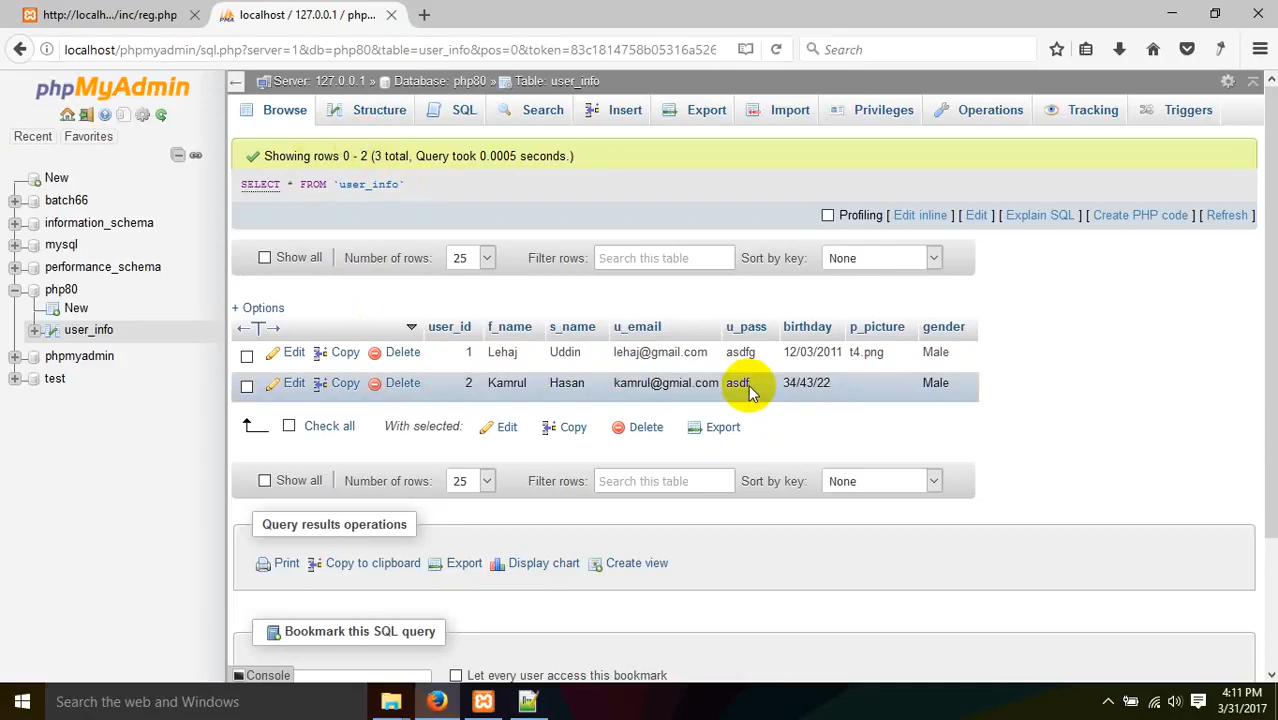 http://localhost/...o/inc/reg.php
localhost / 127.0.0.1 / php...
localhost/phpmyadmin/sql.php?server=1&db=php80&table=user_info&pos=0&token=83c1814758b05316a526
Search
phpMyAdmin
Recent
Favorites
New
batch66
information_schema
mysql
performance_schema
php80
New
user_info
phpmyadmin
test
Server: 127.0.0.1 » Database: php80 » Table: user_info
Browse Structure SQL Search Insert Export Import Privileges Operations Tracking Triggers
Showing rows 0 - 2 (3 total, Query took 0.0005 seconds.)
SELECT * FROM `user_info`
Profiling [ Edit inline ] [ Edit ] [ Explain SQL ] [ Create PHP code ] [ Refresh ]
Show all Number of rows: 25 Filter rows: Search this table Sort by key: None
+ Options
←T→ user_id f_name s_name u_email u_pass birthday p_picture gender
Edit Copy Delete 1 Lehaj Uddin lehaj@gmail.com asdfg 12/03/2011 t4.png Male
Edit Copy Delete 2 Kamrul Hasan kamrul@gmial.com asdf 34/43/22 Male
Check all With selected: Edit Copy Delete Export
Show all Number of rows: 25 Filter rows: Search this table Sort by key: None
Query results operations
Print Copy to clipboard Export Display chart Create view
Bookmark this SQL query
Let every user access this bookmark
Console
Search the web and Windows
4:11 PM
3/31/2017